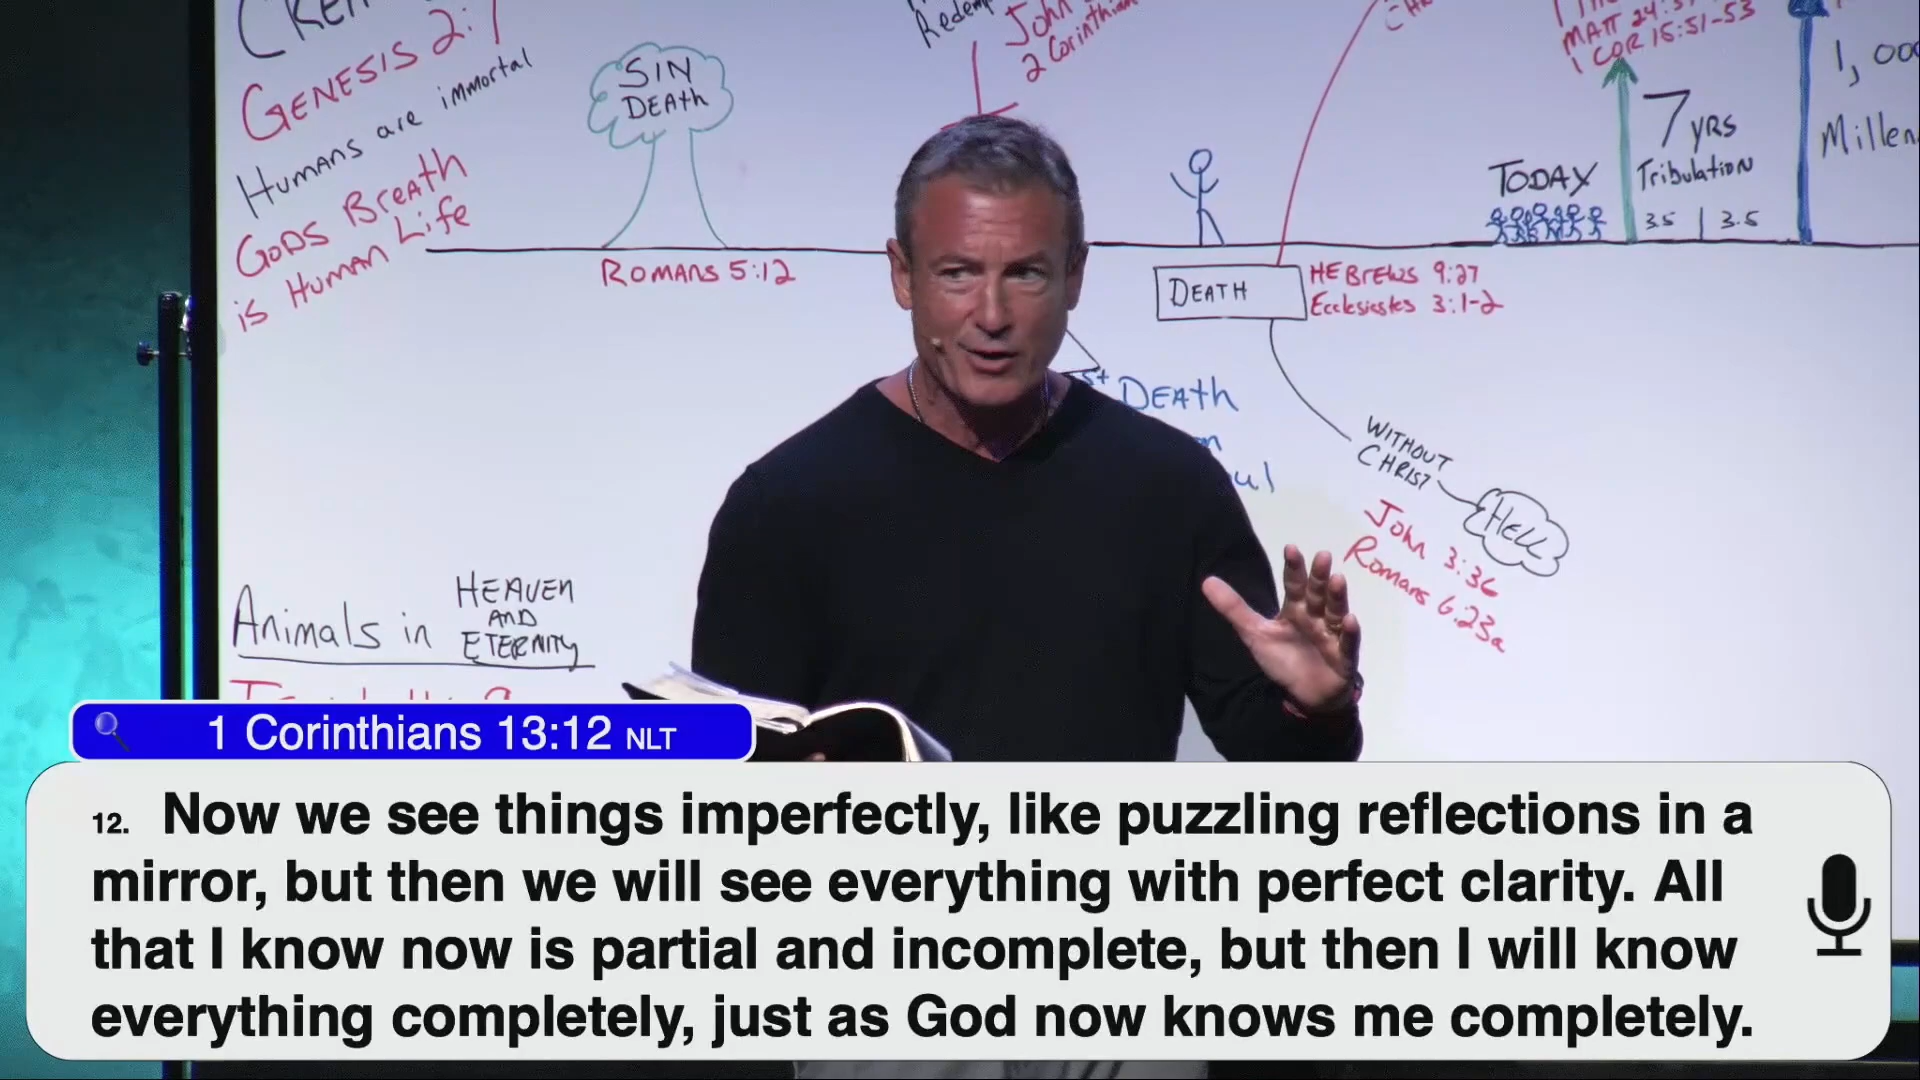 GENESIS 2:7
Humans are immortal
GODS BREATH
is HUMAN LIFE
SIN
DEATH
ROMANS 5:12
John
2 Corinthians
MATT 24:
1 COR 15:51-53
7 YRS
Tribulation
3.5 | 3.5
TODAY
1,000
DEATH
HEBREWS 9:27
Ecclesiastes 3:1-2
DEATH
WITHOUT
CHRIST
HELL
John 3:36
Romans 6:23a
Animals in HEAVEN
AND
ETERNITY
1 Corinthians 13:12 NLT
12. Now we see things imperfectly, like puzzling reflections in a
mirror, but then we will see everything with perfect clarity. All
that I know now is partial and incomplete, but then I will know
everything completely, just as God now knows me completely.